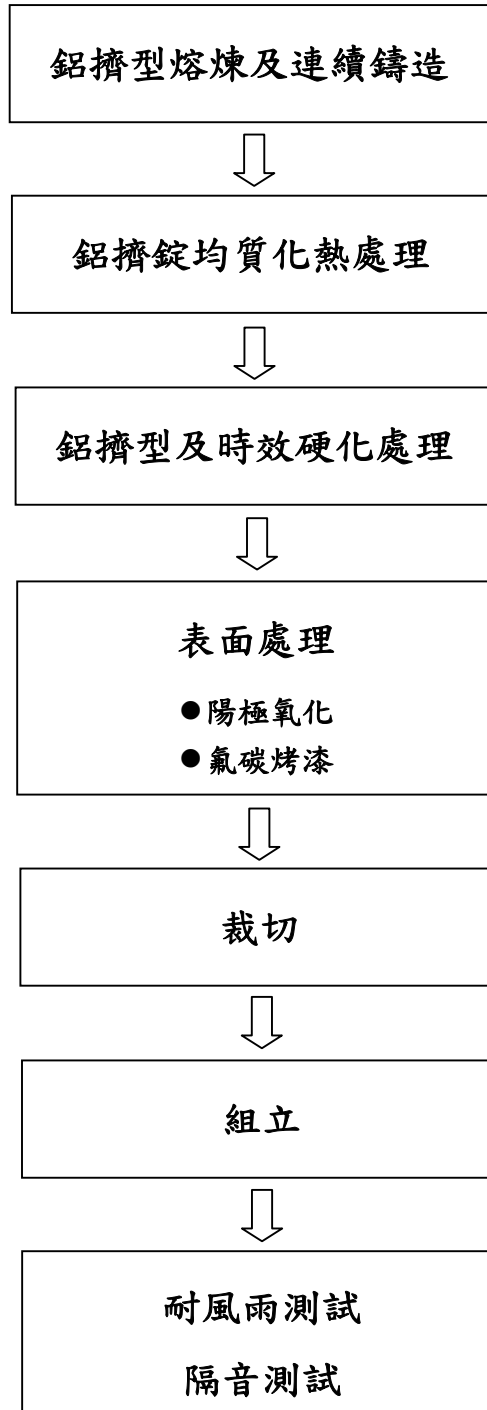 鋁擠型熔煉及連續鑄造
鋁擠錠均質化熱處理
鋁擠型及時效硬化處理
表面處理
●陽極氧化
●氟碳烤漆
裁切
組立
耐風雨測試
隔音測試